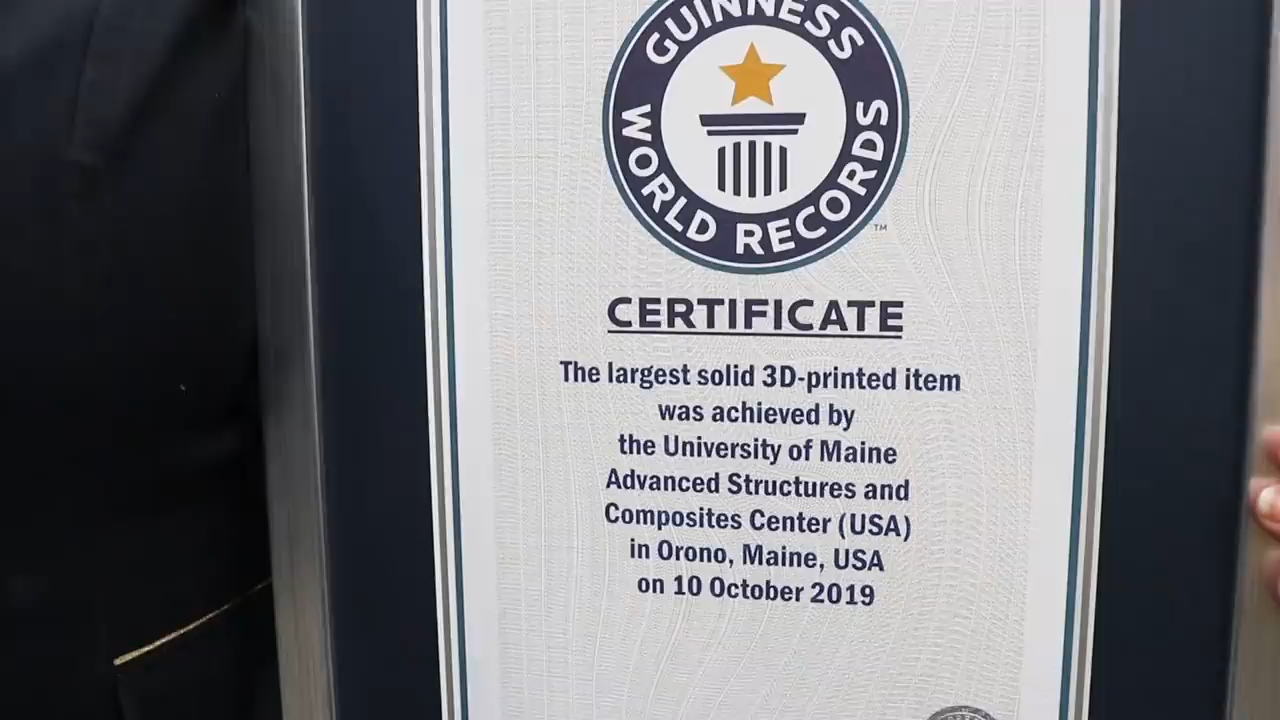 GUINNESS
WORLD RECORDS
™
CERTIFICATE
The largest solid 3D-printed item
was achieved by
the University of Maine
Advanced Structures and
Composites Center (USA)
in Orono, Maine, USA
on 10 October 2019